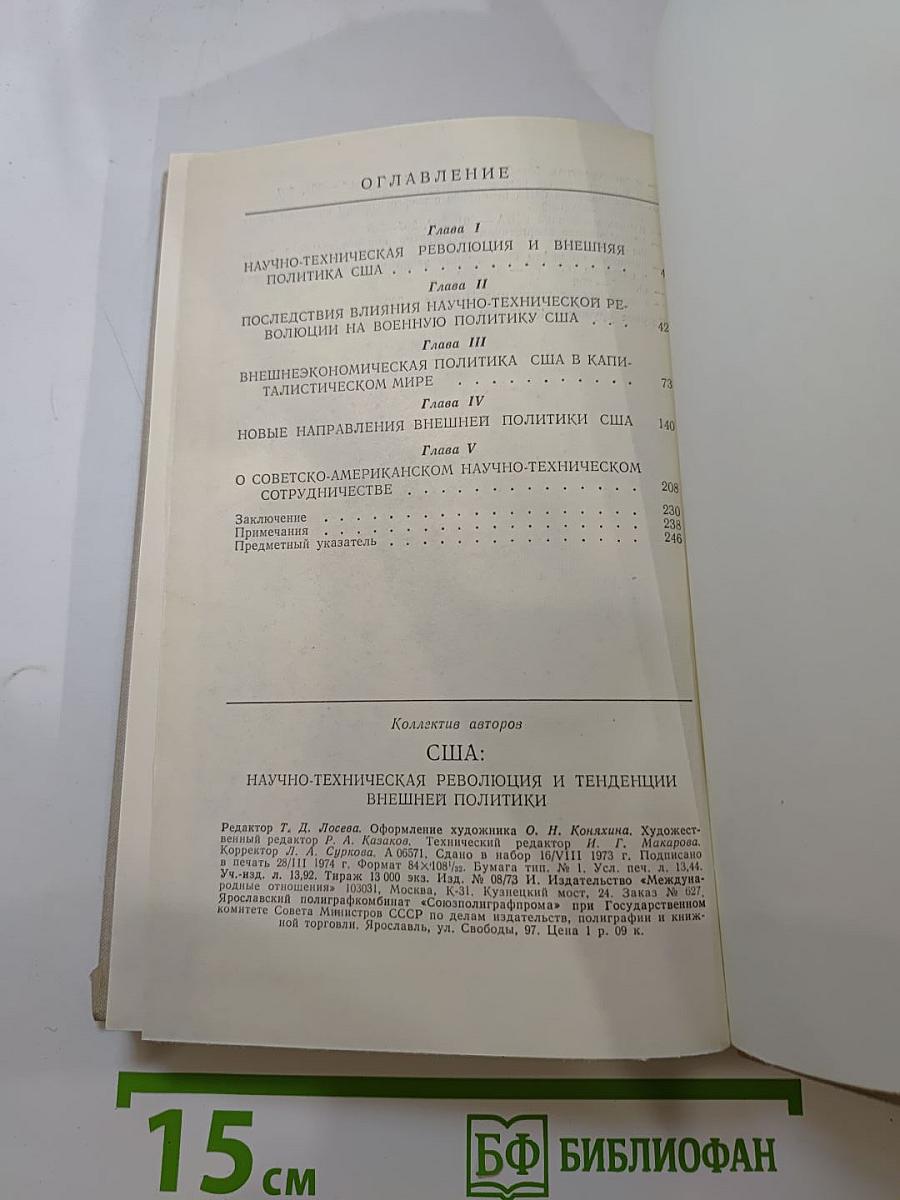 ОГЛАВЛЕНИЕ
Глава I
НАУЧНО-ТЕХНИЧЕСКАЯ РЕВОЛЮЦИЯ И ВНЕШНЯЯ
ПОЛИТИКА США . . . . . . . . . . . . . . . 4
Глава II
ПОСЛЕДСТВИЯ ВЛИЯНИЯ НАУЧНО-ТЕХНИЧЕСКОЙ РЕ-
ВОЛЮЦИИ НА ВОЕННУЮ ПОЛИТИКУ США . . . 42
Глава III
ВНЕШНЕЭКОНОМИЧЕСКАЯ ПОЛИТИКА США В КАПИ-
ТАЛИСТИЧЕСКОМ МИРЕ . . . . . . . . . . . 73
Глава IV
НОВЫЕ НАПРАВЛЕНИЯ ВНЕШНЕЙ ПОЛИТИКИ США 140
Глава V
О СОВЕТСКО-АМЕРИКАНСКОМ НАУЧНО-ТЕХНИЧЕСКОМ
СОТРУДНИЧЕСТВЕ . . . . . . . . . . . . . 208
Заключение . . . . . . . . . . . . . . . . . 230
Примечания . . . . . . . . . . . . . . . . . 238
Предметный указатель . . . . . . . . . . . . . . 246
Коллектив авторов
США:
НАУЧНО-ТЕХНИЧЕСКАЯ РЕВОЛЮЦИЯ И ТЕНДЕНЦИИ
ВНЕШНЕЙ ПОЛИТИКИ
Редактор Т. Д. Лосева. Оформление художника О. Н. Коняхина. Художест-
венный редактор Р. А. Казаков. Технический редактор И. Г. Макарова.
Корректор Л. А. Суркова. А 06571. Сдано в набор 16/VIII 1973 г. Подписано
в печать 28/III 1974 г. Формат 84×108¹/₃₂. Бумага тип. № 1. Усл. печ. л. 13,44.
Уч.-изд. л. 13,92. Тираж 13 000 экз. Изд. № 08/73 И. Издательство «Междуна-
родные отношения» 103031, Москва, К-31. Кузнецкий мост, 24. Заказ № 627.
Ярославский полиграфкомбинат «Союзполиграфпрома» при Государственном
комитете Совета Министров СССР по делам издательств, полиграфии и книж-
ной торговли. Ярославль, ул. Свободы, 97. Цена 1 р. 09 к.
15 см
БФ БИБЛИОФАН